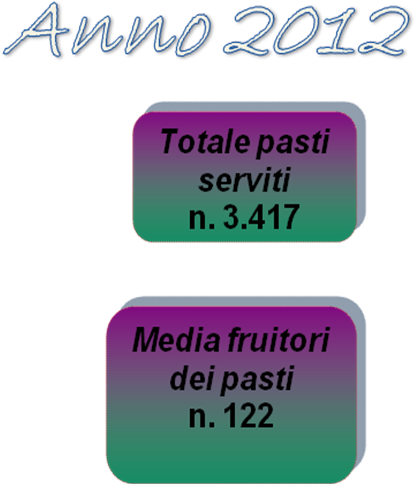 Anno 2012
Totale pasti
serviti
n. 3.417
Media fruitori
dei pasti
n. 122